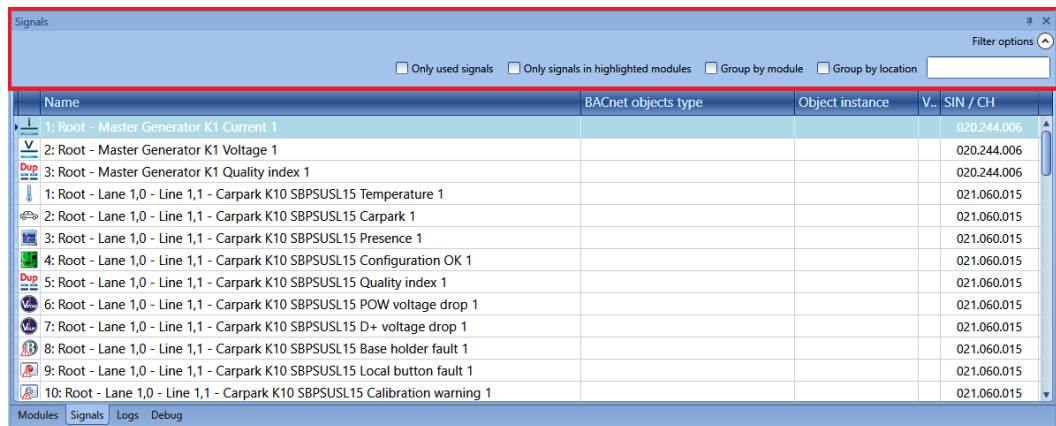 Signals
Filter options
Only used signals Only signals in highlighted modules Group by module Group by location
Name BACnet objects type Object instance V.. SIN / CH
1: Root - Master Generator K1 Current 1 020.244.006
V 2: Root - Master Generator K1 Voltage 1 020.244.006
Dup 3: Root - Master Generator K1 Quality index 1 020.244.006
1: Root - Lane 1,0 - Line 1,1 - Carpark K10 SBPSUSL15 Temperature 1 021.060.015
2: Root - Lane 1,0 - Line 1,1 - Carpark K10 SBPSUSL15 Carpark 1 021.060.015
3: Root - Lane 1,0 - Line 1,1 - Carpark K10 SBPSUSL15 Presence 1 021.060.015
4: Root - Lane 1,0 - Line 1,1 - Carpark K10 SBPSUSL15 Configuration OK 1 021.060.015
Dup 5: Root - Lane 1,0 - Line 1,1 - Carpark K10 SBPSUSL15 Quality index 1 021.060.015
6: Root - Lane 1,0 - Line 1,1 - Carpark K10 SBPSUSL15 POW voltage drop 1 021.060.015
7: Root - Lane 1,0 - Line 1,1 - Carpark K10 SBPSUSL15 D+ voltage drop 1 021.060.015
8: Root - Lane 1,0 - Line 1,1 - Carpark K10 SBPSUSL15 Base holder fault 1 021.060.015
9: Root - Lane 1,0 - Line 1,1 - Carpark K10 SBPSUSL15 Local button fault 1 021.060.015
10: Root - Lane 1,0 - Line 1,1 - Carpark K10 SBPSUSL15 Calibration warning 1 021.060.015
Modules Signals Logs Debug